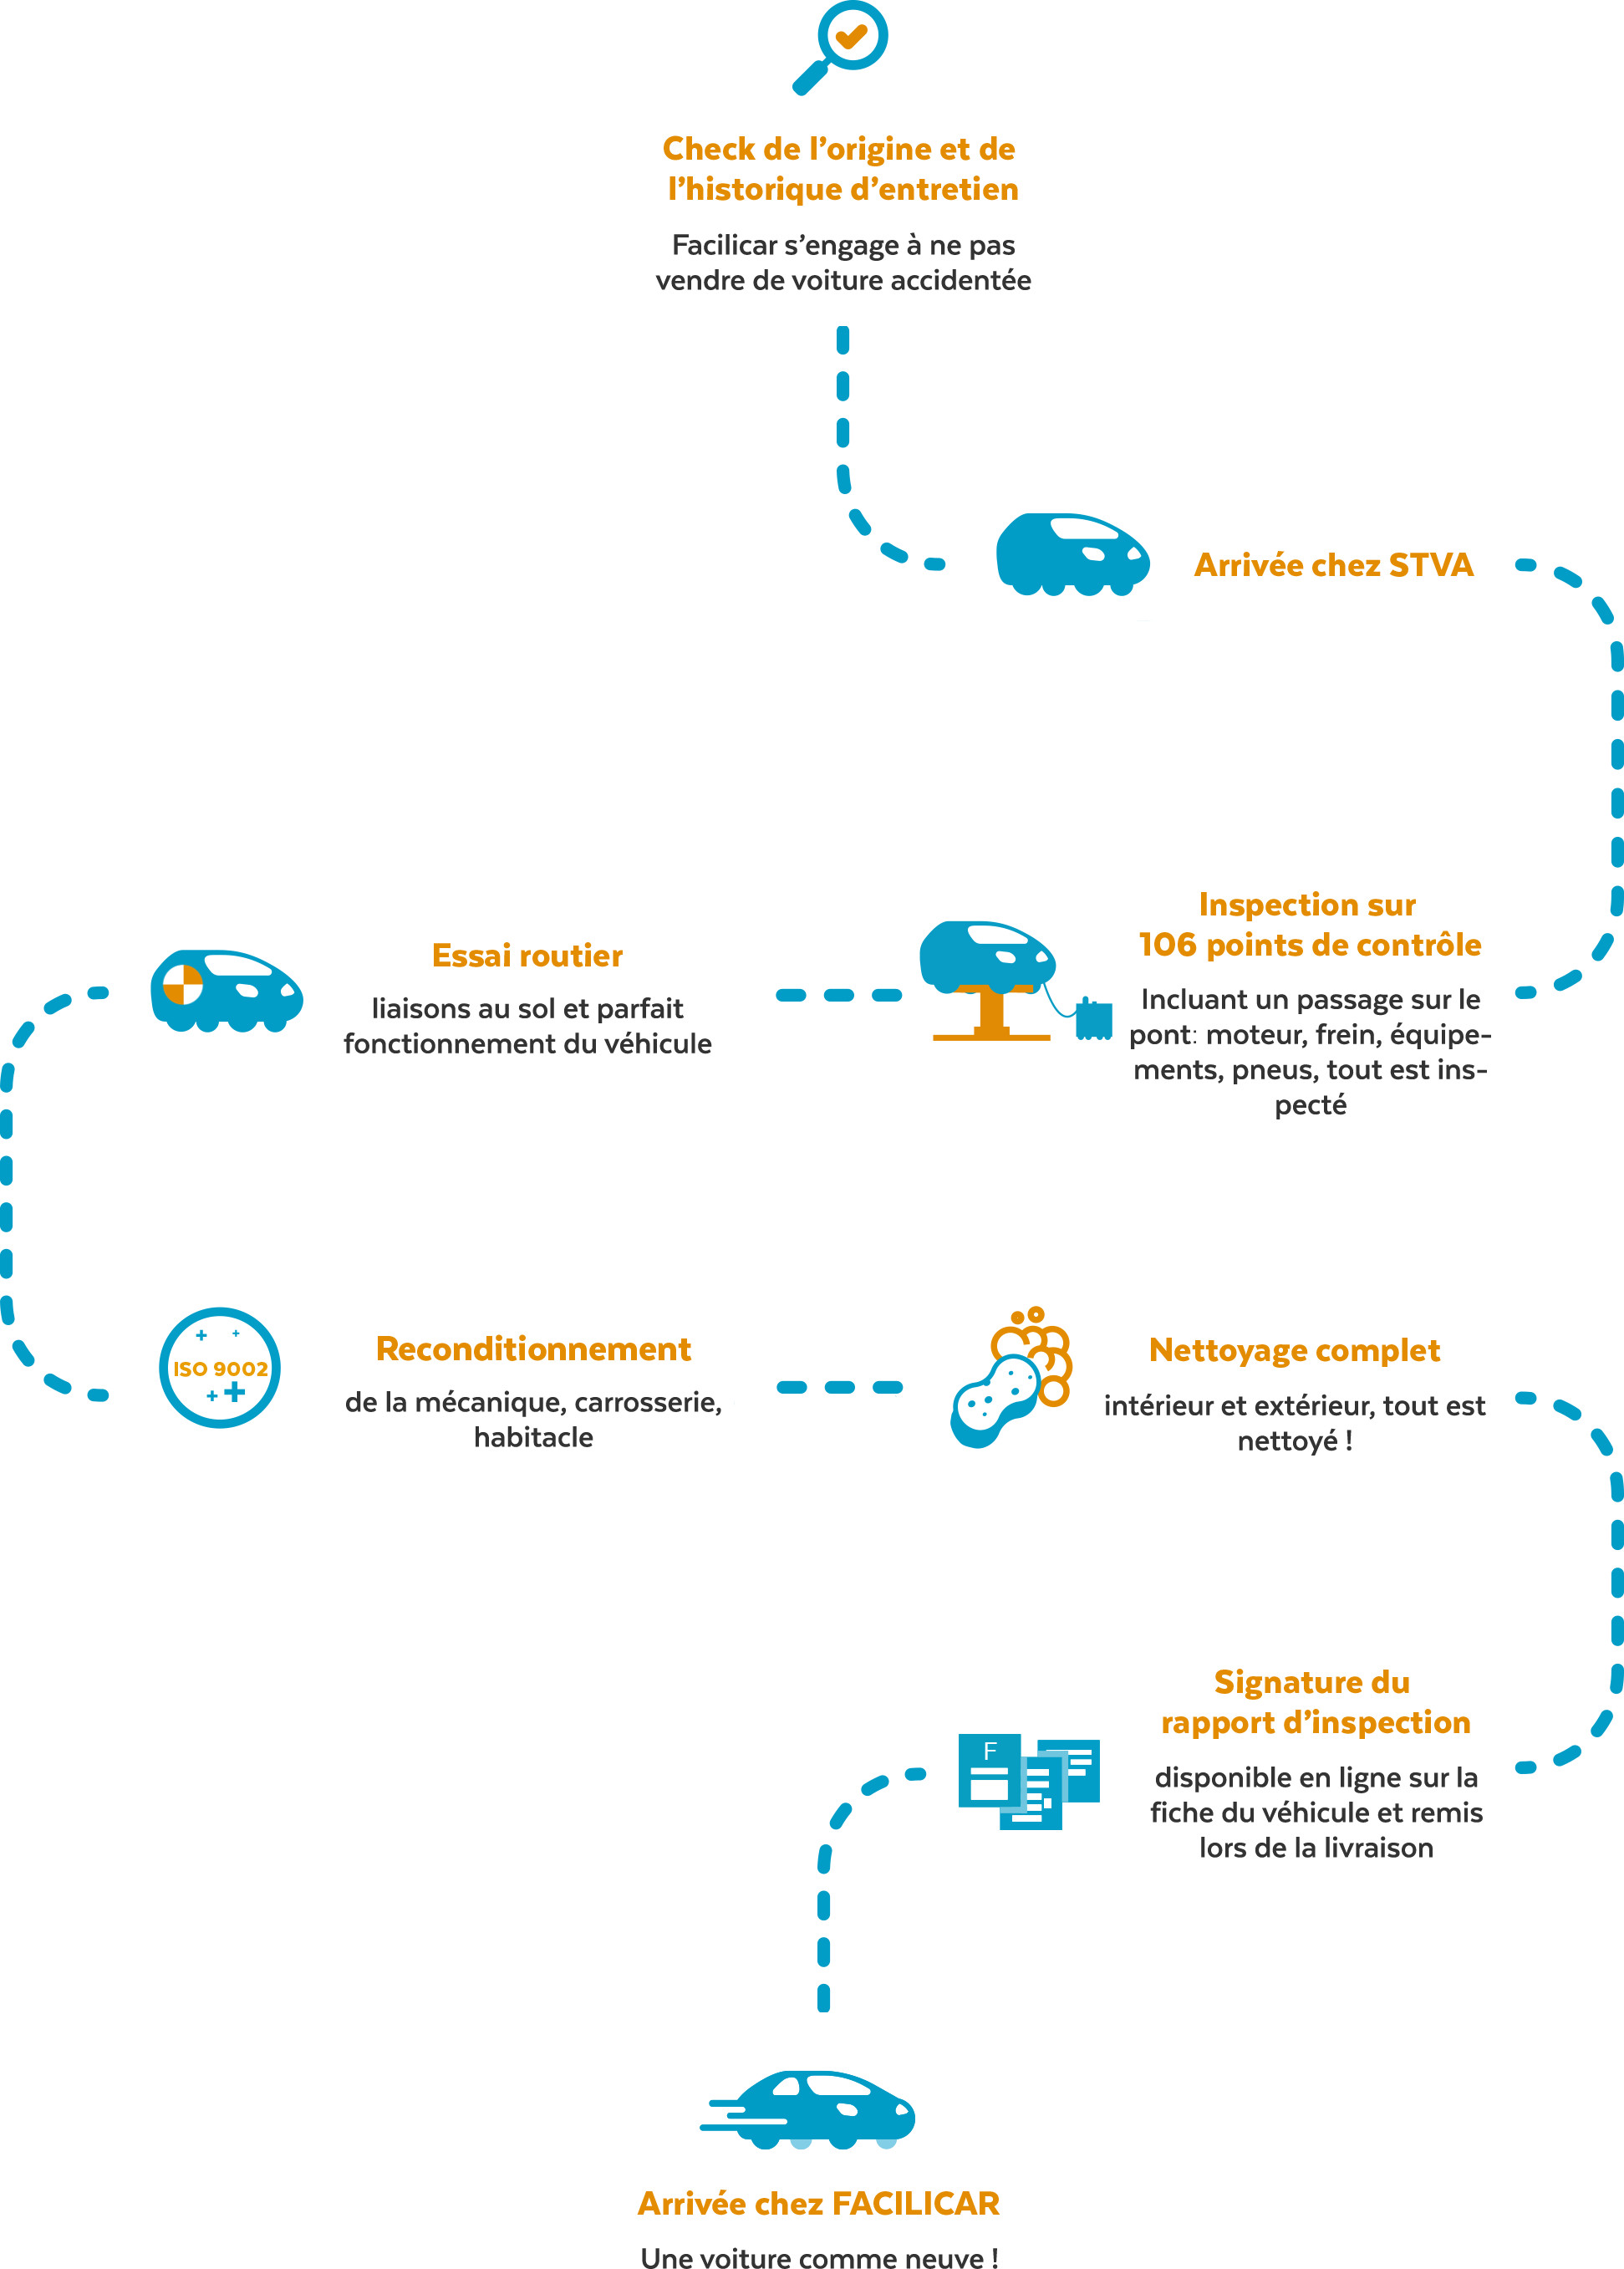 Check de l’origine et de
l’historique d’entretien
Facilicar s’engage à ne pas
vendre de voiture accidentée
Arrivée chez STVA
Inspection sur
106 points de contrôle
Incluant un passage sur le
pont: moteur, frein, équipe-
ments, pneus, tout est ins-
pecté
Essai routier
liaisons au sol et parfait
fonctionnement du véhicule
ISO 9002
Reconditionnement
de la mécanique, carrosserie,
habitacle
Nettoyage complet
intérieur et extérieur, tout est
nettoyé !
Signature du
rapport d’inspection
F
disponible en ligne sur la
fiche du véhicule et remis
lors de la livraison
Arrivée chez FACILICAR
Une voiture comme neuve !